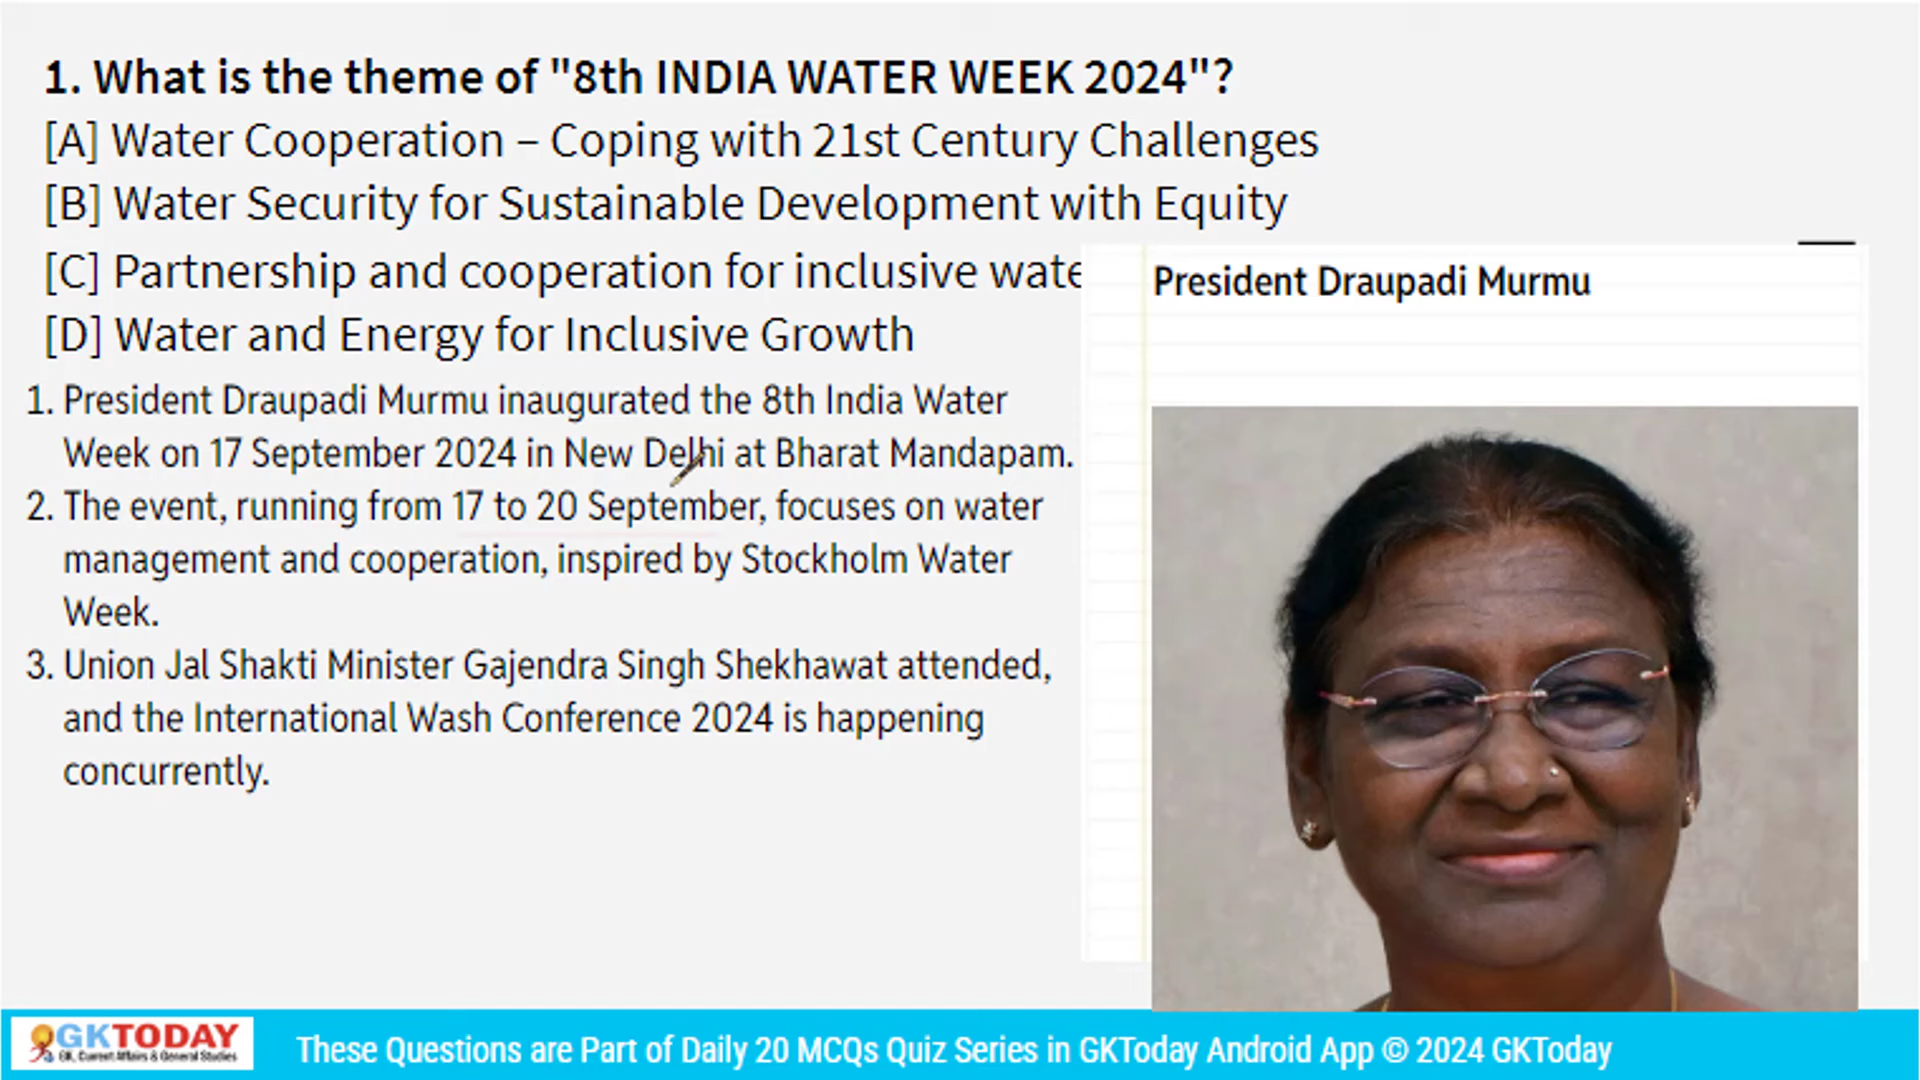 1. What is the theme of "8th INDIA WATER WEEK 2024"?
[A] Water Cooperation – Coping with 21st Century Challenges
[B] Water Security for Sustainable Development with Equity
[C] Partnership and cooperation for inclusive wate
[D] Water and Energy for Inclusive Growth
President Draupadi Murmu
1. President Draupadi Murmu inaugurated the 8th India Water
Week on 17 September 2024 in New Delhi at Bharat Mandapam.
2. The event, running from 17 to 20 September, focuses on water
management and cooperation, inspired by Stockholm Water
Week.
3. Union Jal Shakti Minister Gajendra Singh Shekhawat attended,
and the International Wash Conference 2024 is happening
concurrently.
GKTODAY
GK, Current Affairs & General Studies
These Questions are Part of Daily 20 MCQs Quiz Series in GKToday Android App © 2024 GKToday